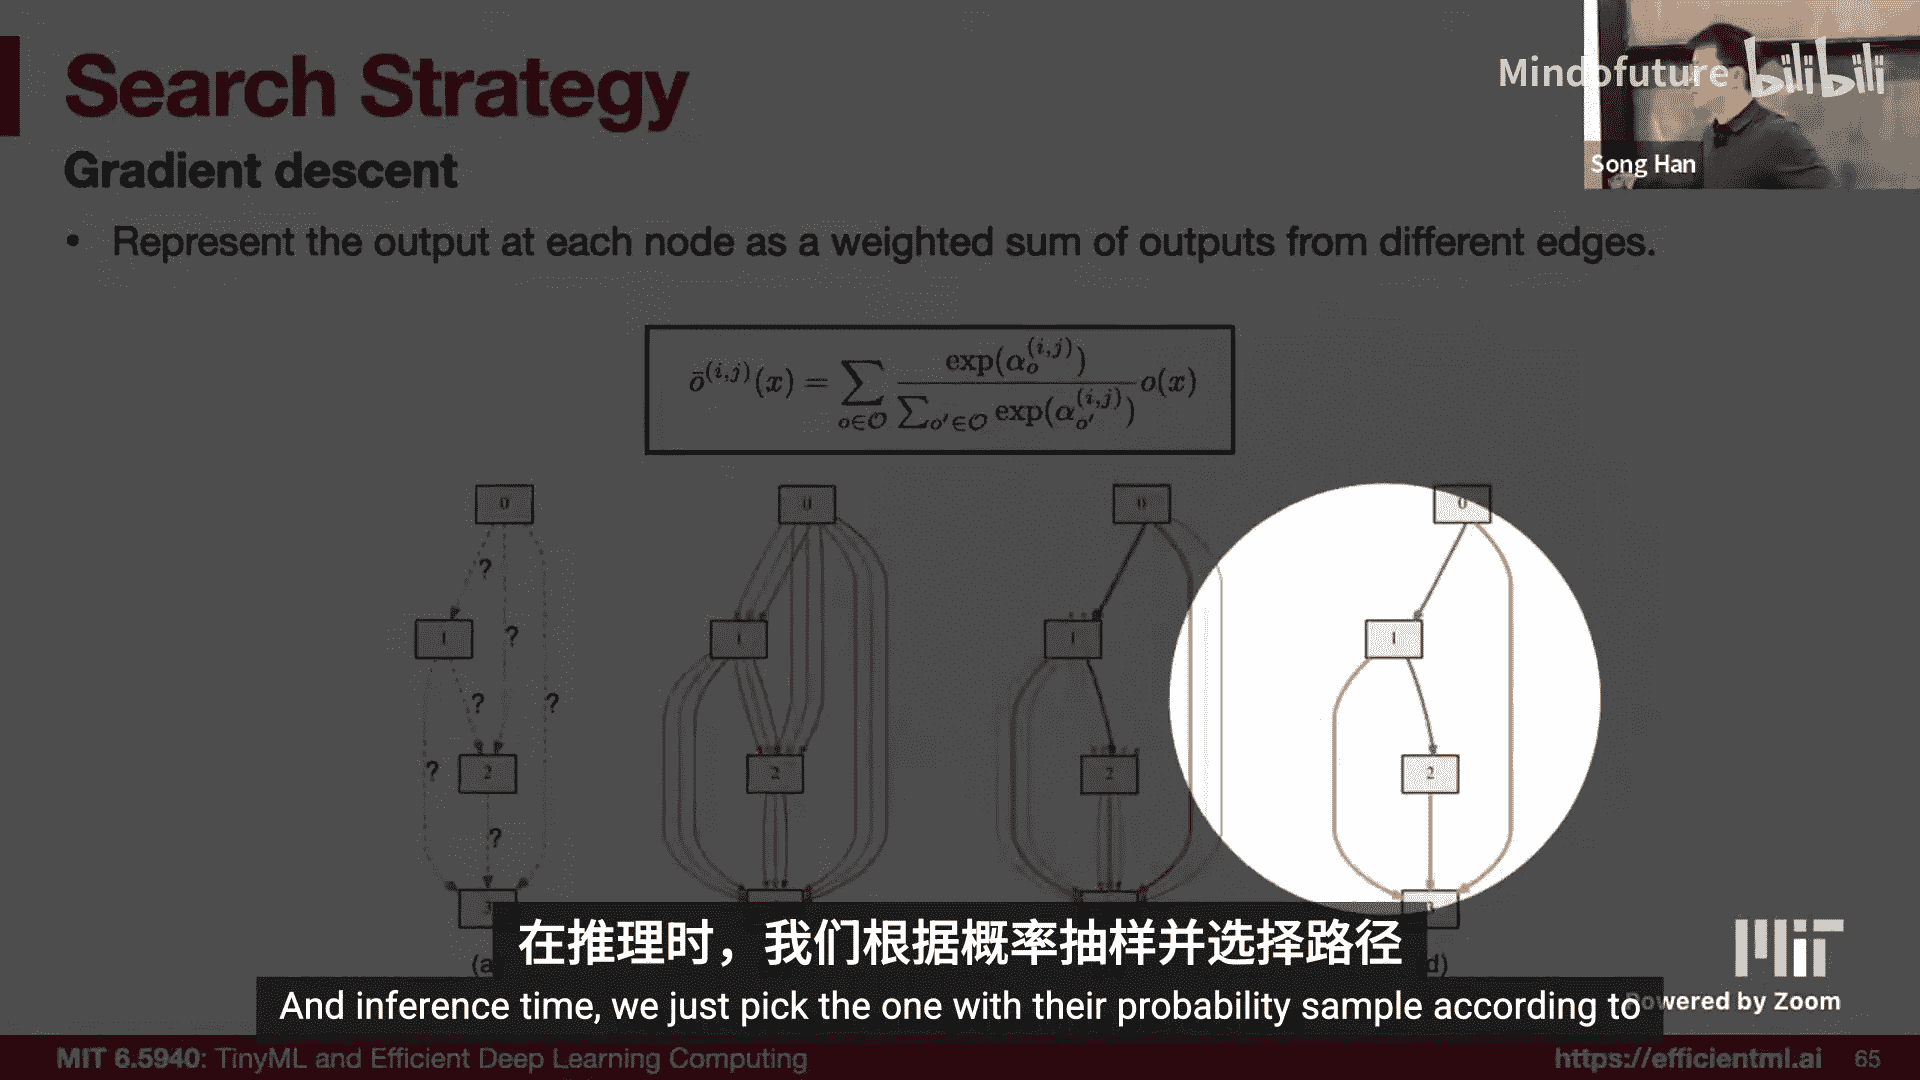 Search Strategy
Mindofuture bilibili
Song Han
Gradient descent
• Represent the output at each node as a weighted sum of outputs from different edges.
ō^(i,j)(x) = ∑_{o∈𝒪} exp(α_o^(i,j)) / ∑_{o′∈𝒪} exp(α_{o′}^(i,j)) o(x)
0 0 0 0
?
1 ? 1 1 1
? ?
? 2 2 2 2
?
3
在推理时，我们根据概率抽样并选择路径
(a d)
And inference time, we just pick the one with their probability sample according to
MIT
Powered by Zoom
MIT 6.5940: TinyML and Efficient Deep Learning Computing https://efficientml.ai 65